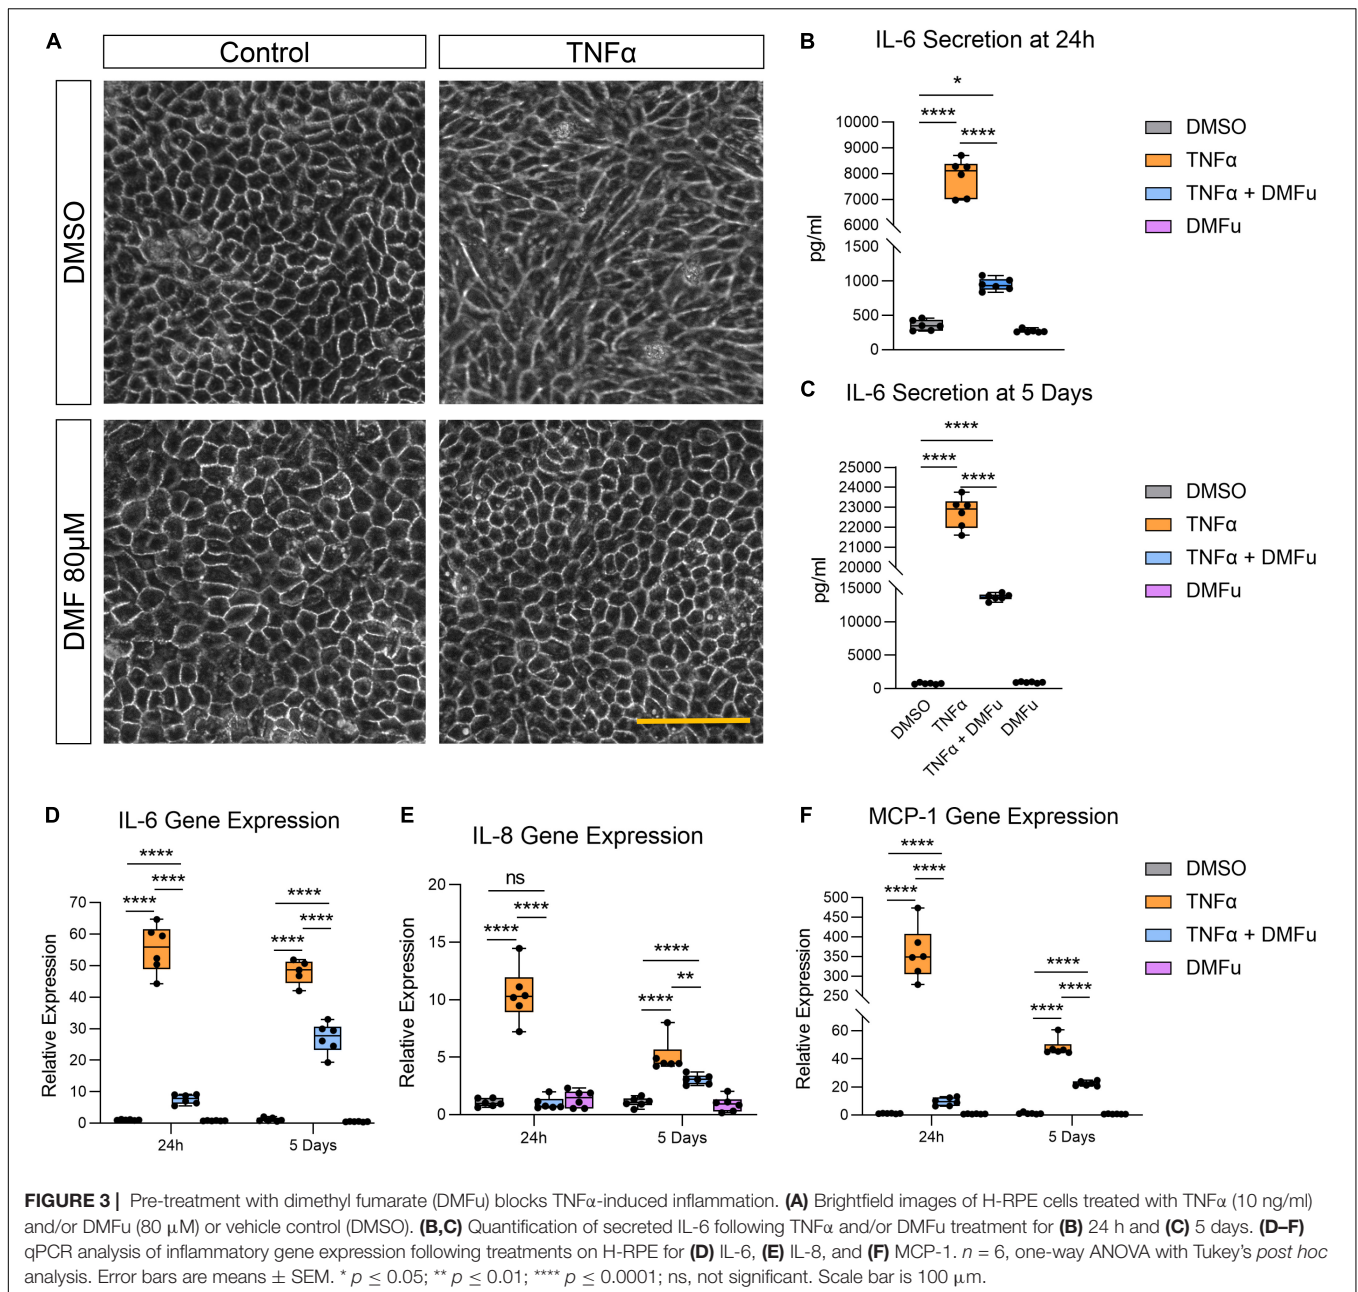 A
Control
TNFα
DMSO
DMF 80µM
B
IL-6 Secretion at 24h
*
**** ****
10000
9000
8000
7000
6000
1500
1000
500
0
pg/ml
DMSO
TNFα
TNFα + DMFu
DMFu
C
IL-6 Secretion at 5 Days
****
**** ****
25000
24000
23000
22000
21000
20000
15000
10000
5000
0
pg/ml
DMSO
TNFα
TNFα + DMFu
DMFu
DMSO
TNFα
TNFα + DMFu
DMFu
D
IL-6 Gene Expression
****
****
****
****
****
****
70
60
50
40
30
20
10
0
Relative Expression
24h
5 Days
E
IL-8 Gene Expression
ns
****
****
****
**
****
20
15
10
5
0
Relative Expression
24h
5 Days
F
MCP-1 Gene Expression
****
****
****
****
****
****
500
450
400
350
300
250
60
40
20
0
Relative Expression
24h
5 Days
DMSO
TNFα
TNFα + DMFu
DMFu
FIGURE 3 | Pre-treatment with dimethyl fumarate (DMFu) blocks TNFα-induced inflammation. (A) Brightfield images of H-RPE cells treated with TNFα (10 ng/ml)
and/or DMFu (80 µM) or vehicle control (DMSO). (B,C) Quantification of secreted IL-6 following TNFα and/or DMFu treatment for (B) 24 h and (C) 5 days. (D–F)
qPCR analysis of inflammatory gene expression following treatments on H-RPE for (D) IL-6, (E) IL-8, and (F) MCP-1. n = 6, one-way ANOVA with Tukey's post hoc
analysis. Error bars are means ± SEM. * p ≤ 0.05; ** p ≤ 0.01; **** p ≤ 0.0001; ns, not significant. Scale bar is 100 µm.